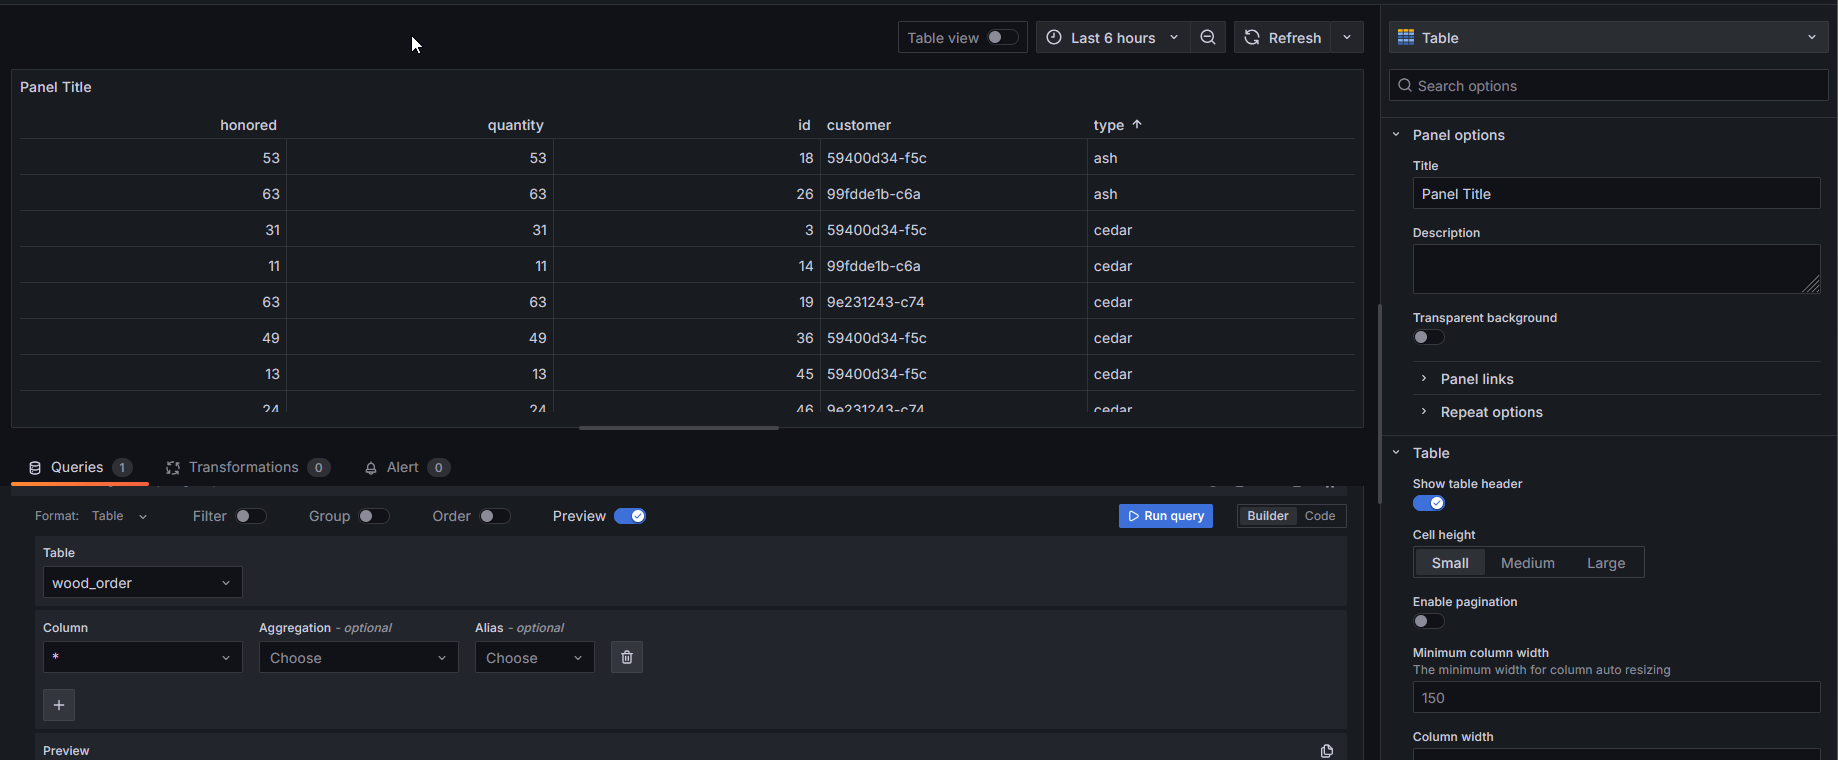 Table view Last 6 hours Refresh Table
Panel Title
honored quantity id customer type
53 53 18 59400d34-f5c ash
63 63 26 99fdde1b-c6a ash
31 31 3 59400d34-f5c cedar
11 11 14 99fdde1b-c6a cedar
63 63 19 9e231243-c74 cedar
49 49 36 59400d34-f5c cedar
13 13 45 59400d34-f5c cedar
24 24 46 9e231243-c74 cedar
Queries 1 Transformations 0 Alert 0
Format: Table Filter Group Order Preview Run query Builder Code
Table
wood_order
Column Aggregation - optional Alias - optional
* Choose Choose
+
Preview
Search options
Panel options
Title
Panel Title
Description
Transparent background
Panel links
Repeat options
Table
Show table header
Cell height
Small Medium Large
Enable pagination
Minimum column width
The minimum width for column auto resizing
150
Column width